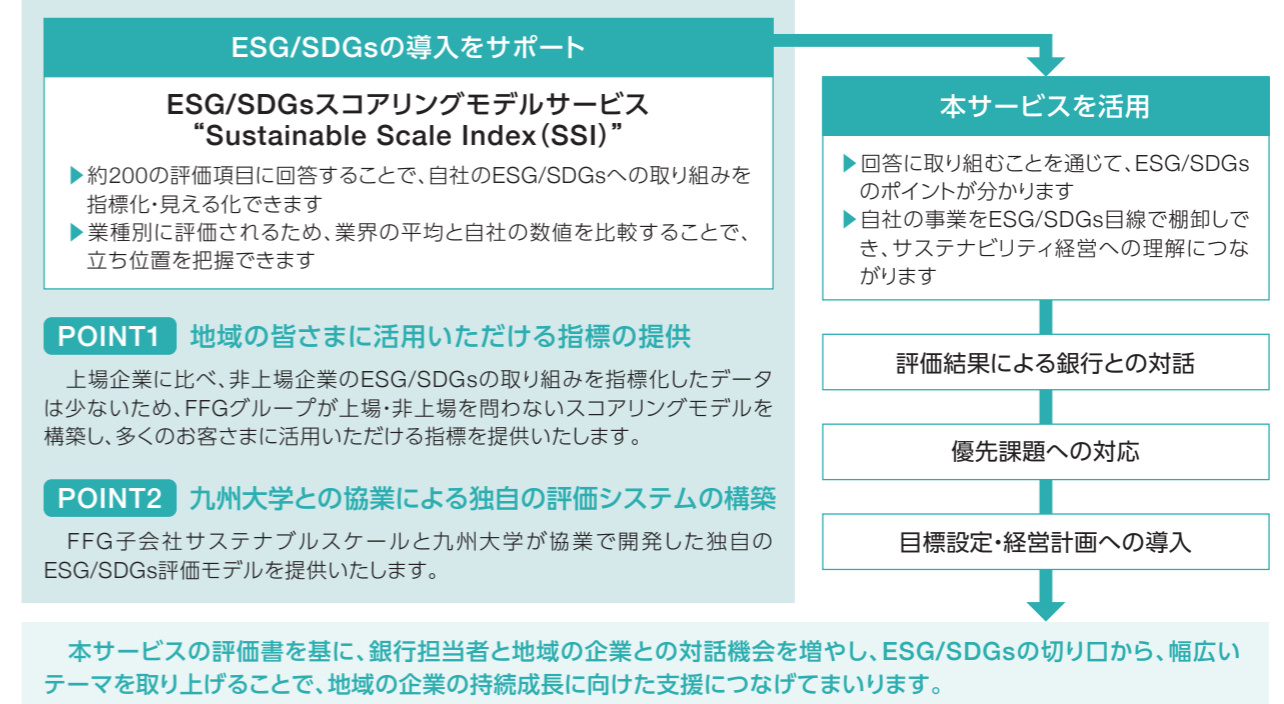 ESG/SDGsの導入をサポート
ESG/SDGsスコアリングモデルサービス
“Sustainable Scale Index（SSI）”
▶約200の評価項目に回答することで、自社のESG/SDGsへの取り組みを
指標化・見える化できます
▶業種別に評価されるため、業界の平均と自社の数値を比較することで、
立ち位置を把握できます
POINT1 地域の皆さまに活用いただける指標の提供
上場企業に比べ、非上場企業のESG/SDGsの取り組みを指標化したデータ
は少ないため、FFGグループが上場・非上場を問わないスコアリングモデルを
構築し、多くのお客さまに活用いただける指標を提供いたします。
POINT2 九州大学との協業による独自の評価システムの構築
FFG子会社サステナブルスケールと九州大学が協業で開発した独自の
ESG/SDGs評価モデルを提供いたします。
本サービスを活用
▶回答に取り組むことを通じて、ESG/SDGs
のポイントが分かります
▶自社の事業をESG/SDGs目線で棚卸しで
き、サステナビリティ経営への理解につな
がります
評価結果による銀行との対話
優先課題への対応
目標設定・経営計画への導入
本サービスの評価書を基に、銀行担当者と地域の企業との対話機会を増やし、ESG/SDGsの切り口から、幅広い
テーマを取り上げることで、地域の企業の持続成長に向けた支援につなげてまいります。